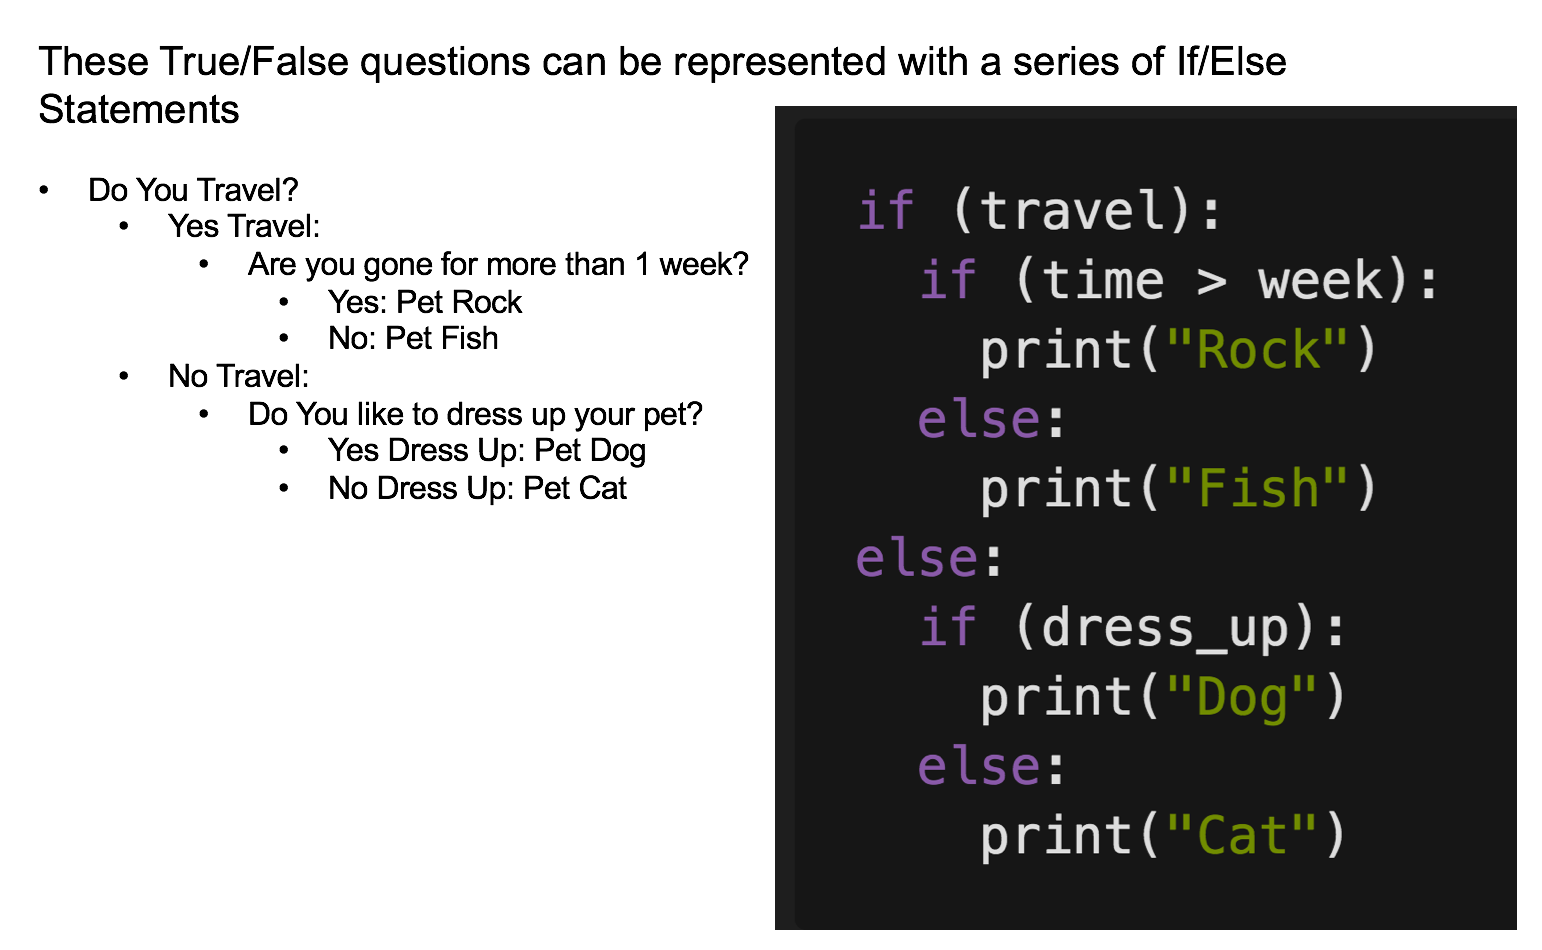 These True/False questions can be represented with a series of If/Else
Statements
• Do You Travel?
• Yes Travel:
• Are you gone for more than 1 week?
• Yes: Pet Rock
• No: Pet Fish
• No Travel:
• Do You like to dress up your pet?
• Yes Dress Up: Pet Dog
• No Dress Up: Pet Cat
if (travel):
  if (time > week):
    print("Rock")
  else:
    print("Fish")
else:
  if (dress_up):
    print("Dog")
  else:
    print("Cat")